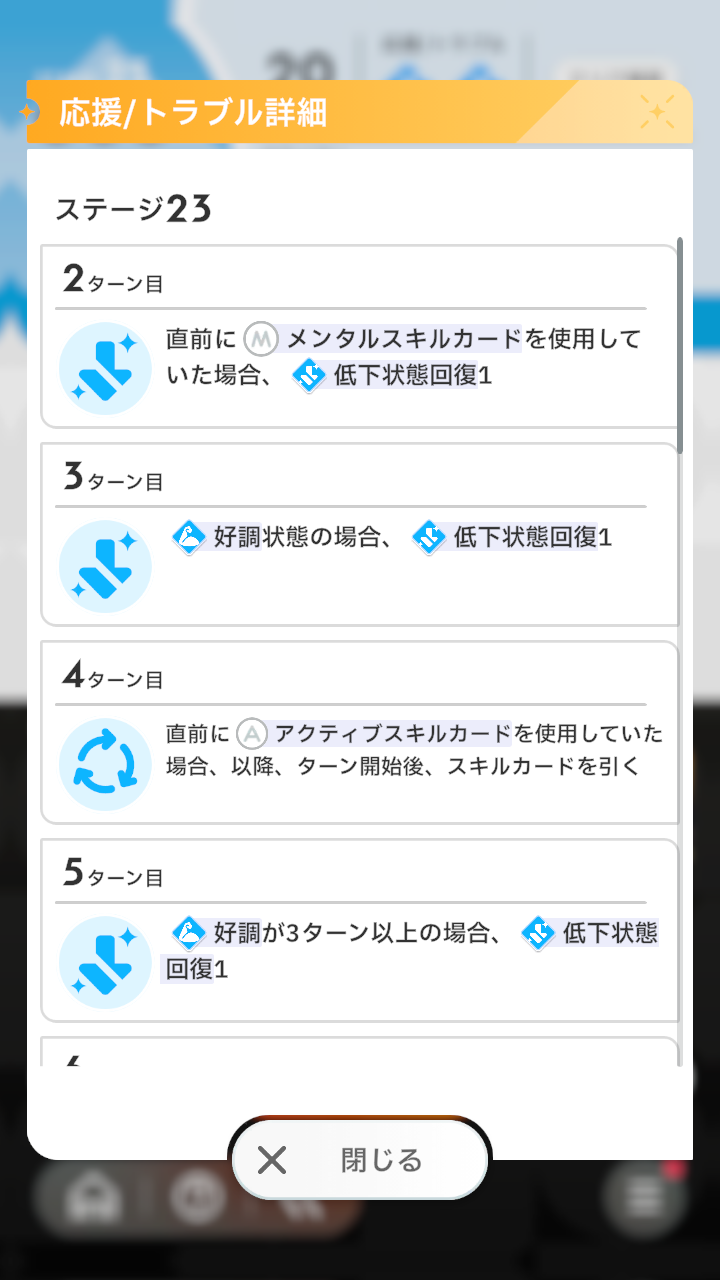 応援/トラブル詳細
ステージ23
2ターン目
直前に M メンタルスキルカードを使用して
いた場合、 低下状態回復1
3ターン目
好調状態の場合、 低下状態回復1
4ターン目
直前に A アクティブスキルカードを使用していた
場合、以降、ターン開始後、スキルカードを引く
5ターン目
好調が3ターン以上の場合、 低下状態
回復1
閉じる